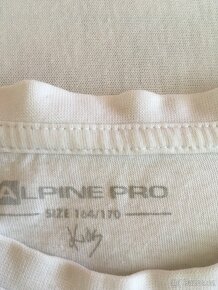 ALPINE PRO
SIZE 164/170